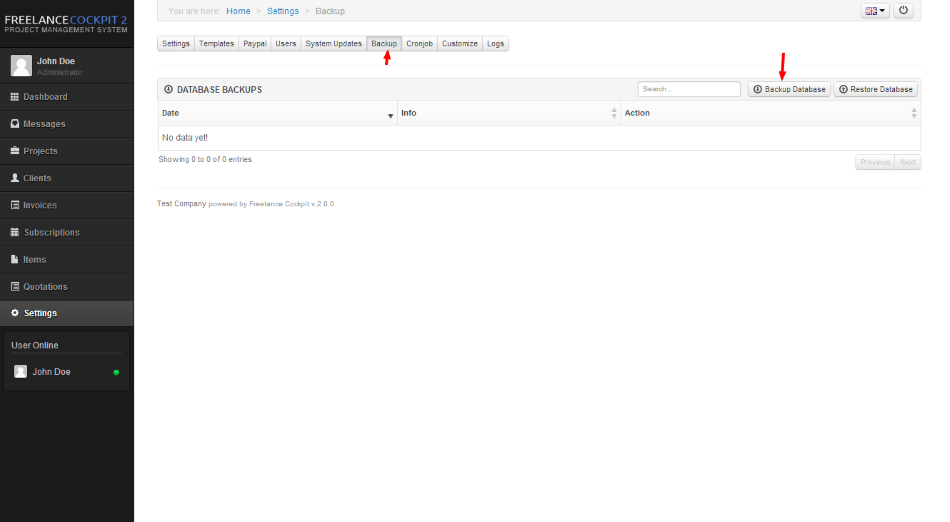 FREELANCECOCKPIT 2
PROJECT MANAGEMENT SYSTEM
John Doe
Administrator
Dashboard
Messages
Projects
Clients
Invoices
Subscriptions
Items
Quotations
Settings
User Online
John Doe
You are here: Home > Settings > Backup
Settings Templates Paypal Users System Updates Backup Cronjob Customize Logs
DATABASE BACKUPS Search... Backup Database Restore Database
Date Info Action
No data yet!
Showing 0 to 0 of 0 entries Previous Next
Test Company powered by Freelance Cockpit v.2.0.0